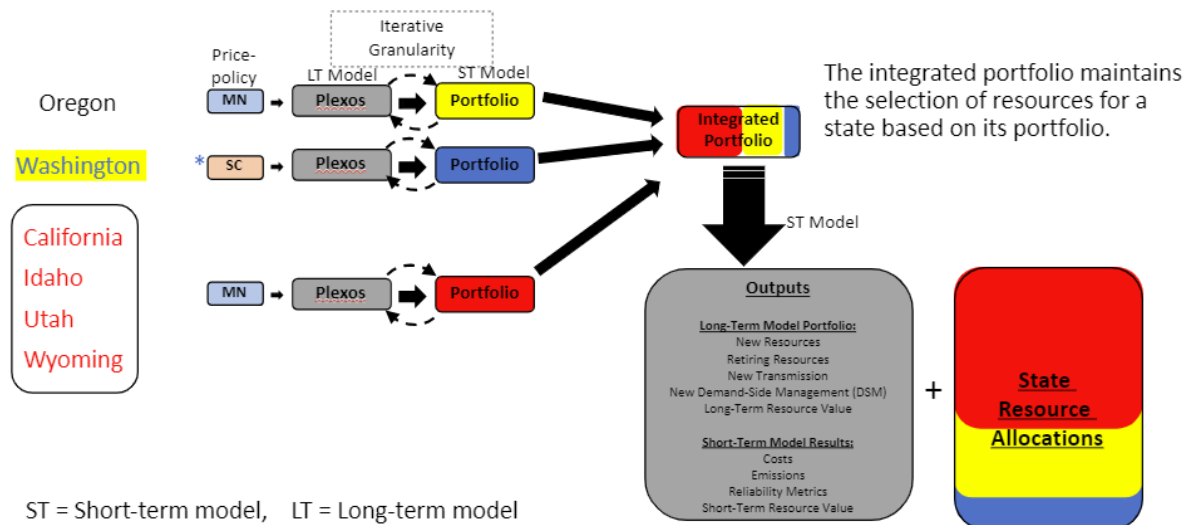 Iterative
Granularity
Price-
policy
LT Model
ST Model
Oregon
MN
Plexos
Portfolio
Washington
*
SC
Plexos
Portfolio
California
Idaho
Utah
Wyoming
MN
Plexos
Portfolio
Integrated
Portfolio
The integrated portfolio maintains
the selection of resources for a
state based on its portfolio.
ST Model
Outputs
Long-Term Model Portfolio:
New Resources
Retiring Resources
New Transmission
New Demand-Side Management (DSM)
Long-Term Resource Value
Short-Term Model Results:
Costs
Emissions
Reliability Metrics
Short-Term Resource Value
+
State
Resource
Allocations
ST = Short-term model, LT = Long-term model